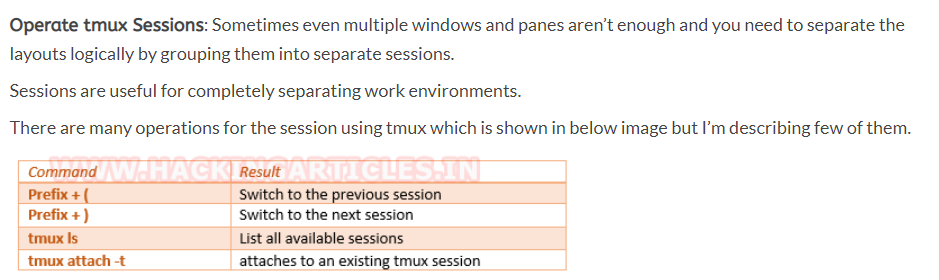 Operate tmux Sessions: Sometimes even multiple windows and panes aren’t enough and you need to separate the
layouts logically by grouping them into separate sessions.
Sessions are useful for completely separating work environments.
There are many operations for the session using tmux which is shown in below image but I’m describing few of them.
WWW.HACKINGARTICLES.IN
Command Result
Prefix + ( Switch to the previous session
Prefix + ) Switch to the next session
tmux ls List all available sessions
tmux attach -t attaches to an existing tmux session